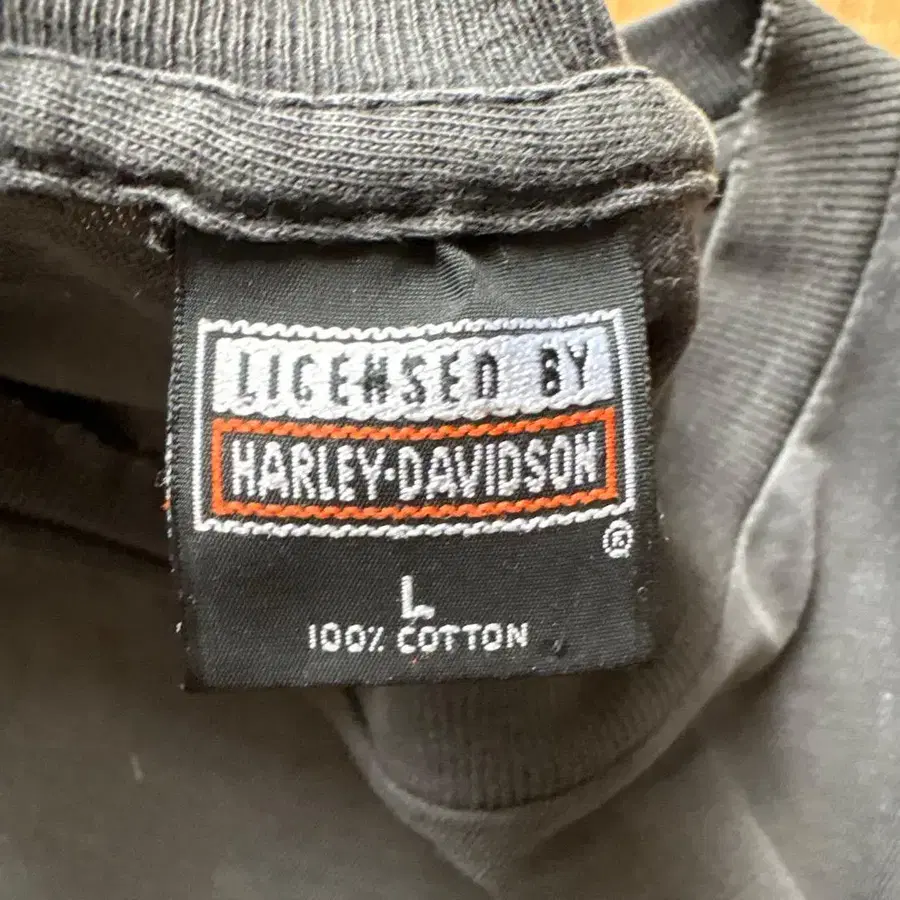 LICENSED BY
HARLEY-DAVIDSON
®
L
100% COTTON